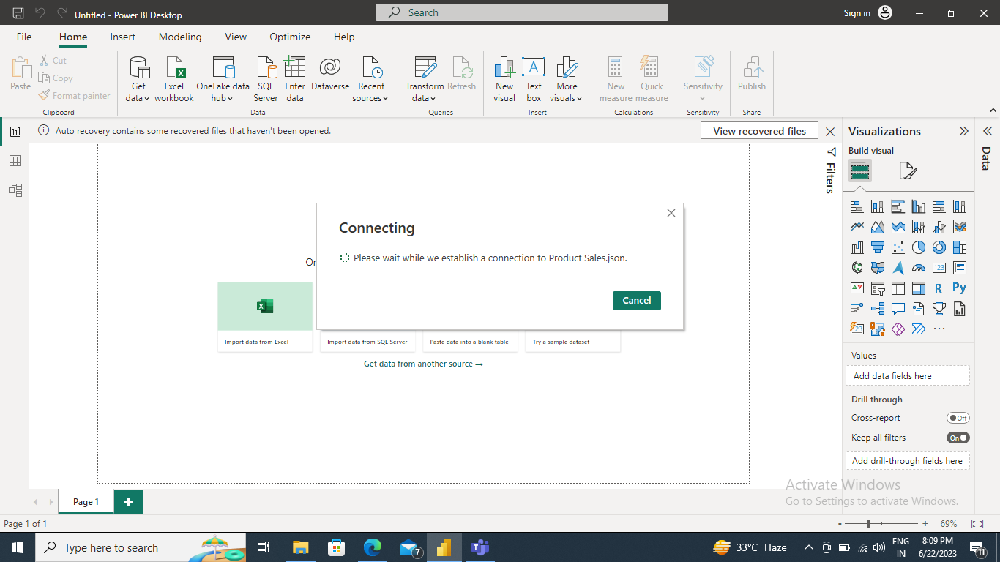 Untitled - Power BI Desktop
Search
Sign in
File Home Insert Modeling View Optimize Help
Paste
Cut
Copy
Format painter
Clipboard
Get data
Excel workbook
OneLake data hub
SQL Server
Enter data
Dataverse
Recent sources
Data
Transform data
Refresh
Queries
New visual
Text box
More visuals
Insert
New measure
Quick measure
Calculations
Sensitivity
Sensitivity
Publish
Share
Auto recovery contains some recovered files that haven't been opened.
View recovered files
Filters
Visualizations
Data
Build visual
Connecting
Please wait while we establish a connection to Product Sales.json.
Cancel
Or
Import data from Excel
Import data from SQL Server
Paste data into a blank table
Try a sample dataset
Get data from another source →
123
R
Py
123
Values
Add data fields here
Drill through
Cross-report
Off
Keep all filters
On
Add drill-through fields here
Activate Windows
Go to Settings to activate Windows.
Page 1
+
Page 1 of 1
- + 69%
Type here to search
7
33°C Haze
ENG
IN
8:09 PM
6/22/2023
11